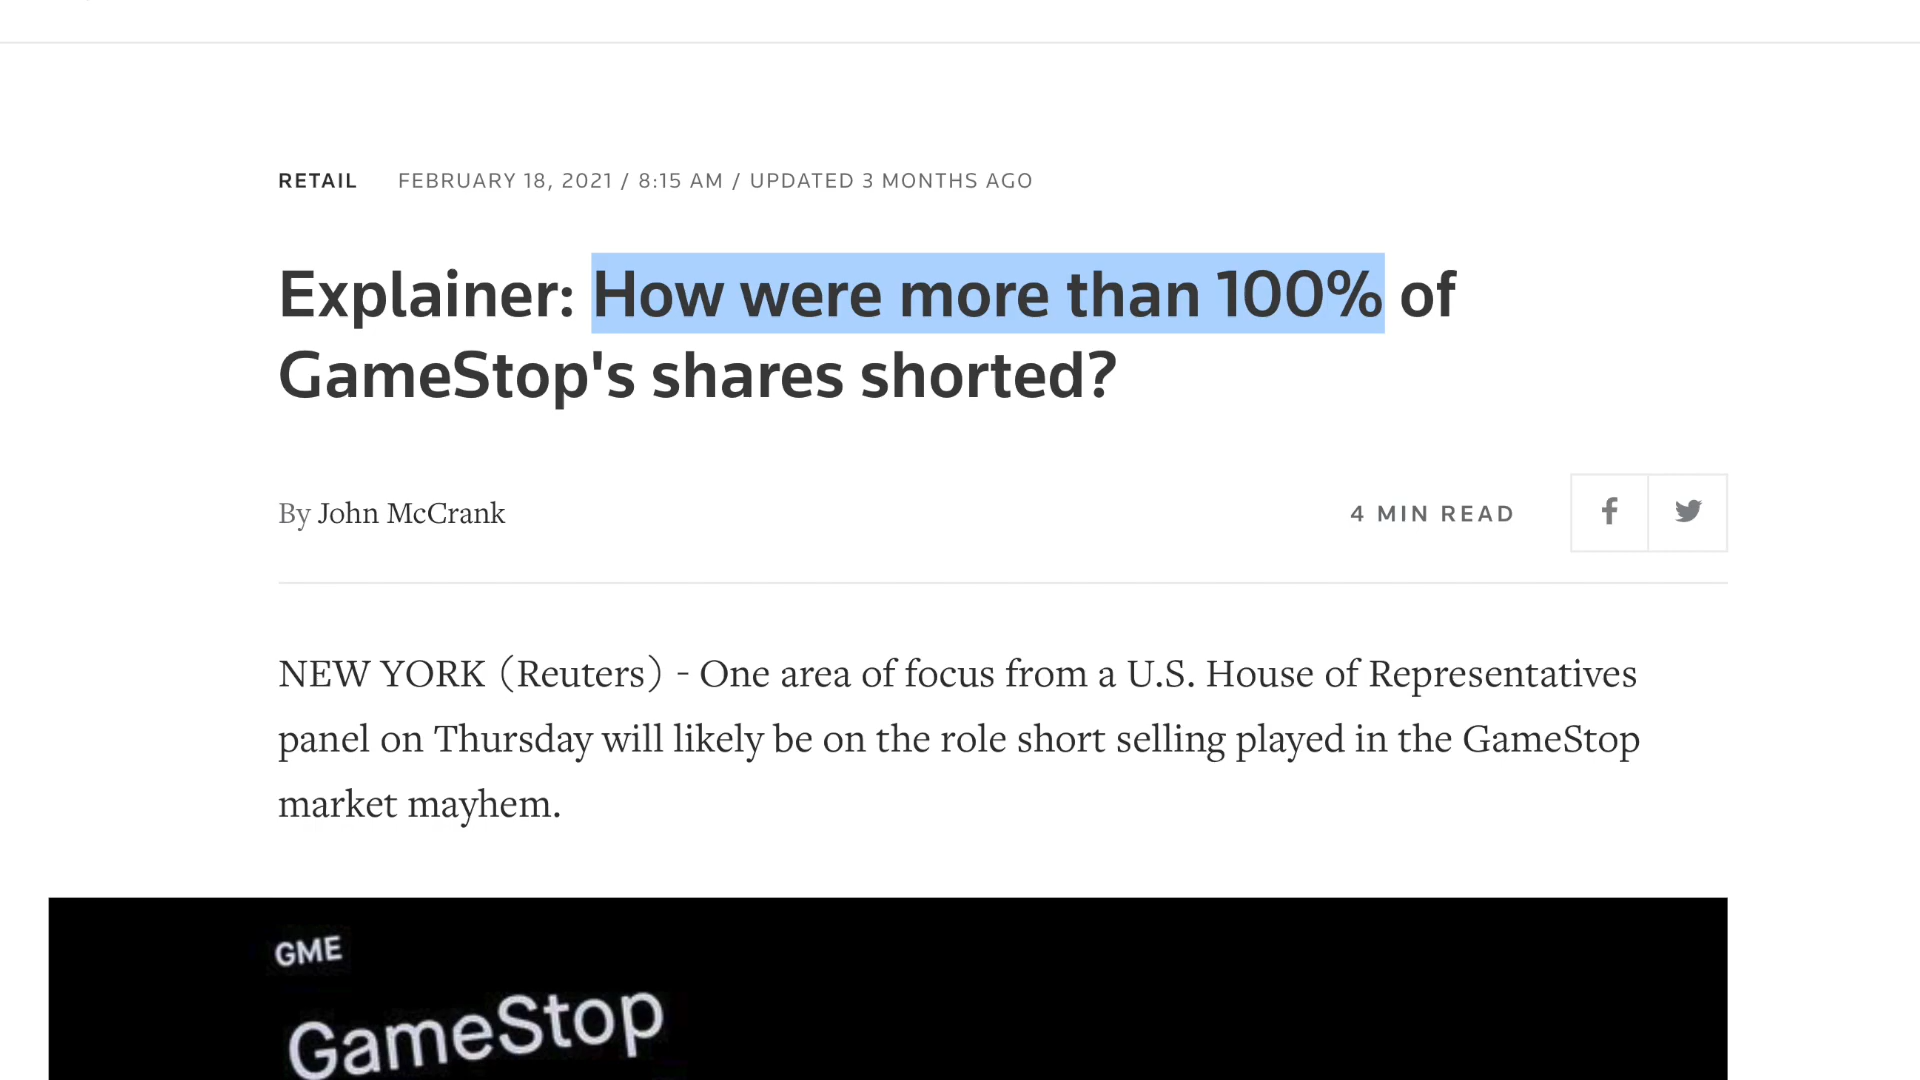 RETAIL FEBRUARY 18, 2021 / 8:15 AM / UPDATED 3 MONTHS AGO
Explainer: How were more than 100% of
GameStop's shares shorted?
By John McCrank 4 MIN READ
NEW YORK (Reuters) - One area of focus from a U.S. House of Representatives
panel on Thursday will likely be on the role short selling played in the GameStop
market mayhem.
GME
GameStop